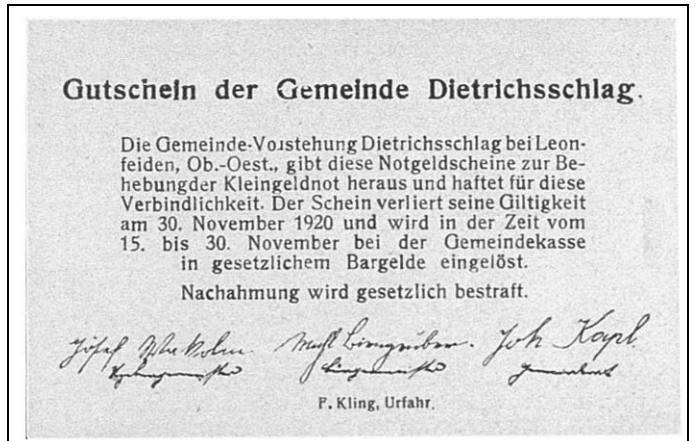 Gutschein der Gemeinde Dietrichsschlag.
Die Gemeinde-Vorstehung Dietrichsschlag bei Leon-
feiden, Ob.-Oest., gibt diese Notgeldscheine zur Be-
hebungder Kleingeldnot heraus und haftet für diese
Verbindlichkeit. Der Schein verliert seine Giltigkeit
am 30. November 1920 und wird in der Zeit vom
15. bis 30. November bei der Gemeindekasse
in gesetzlichem Bargelde eingelöst.
Nachahmung wird gesetzlich bestraft.
Josef Joh Kapl
F. Kling, Urfahr.